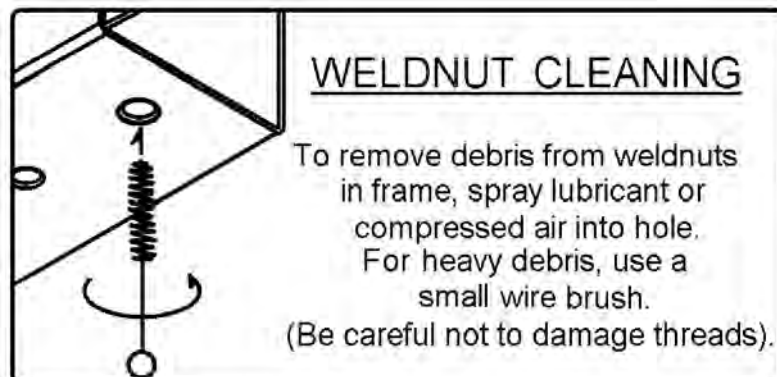 WELDNUT CLEANING
To remove debris from weldnuts
in frame, spray lubricant or
compressed air into hole.
For heavy debris, use a
small wire brush.
(Be careful not to damage threads).